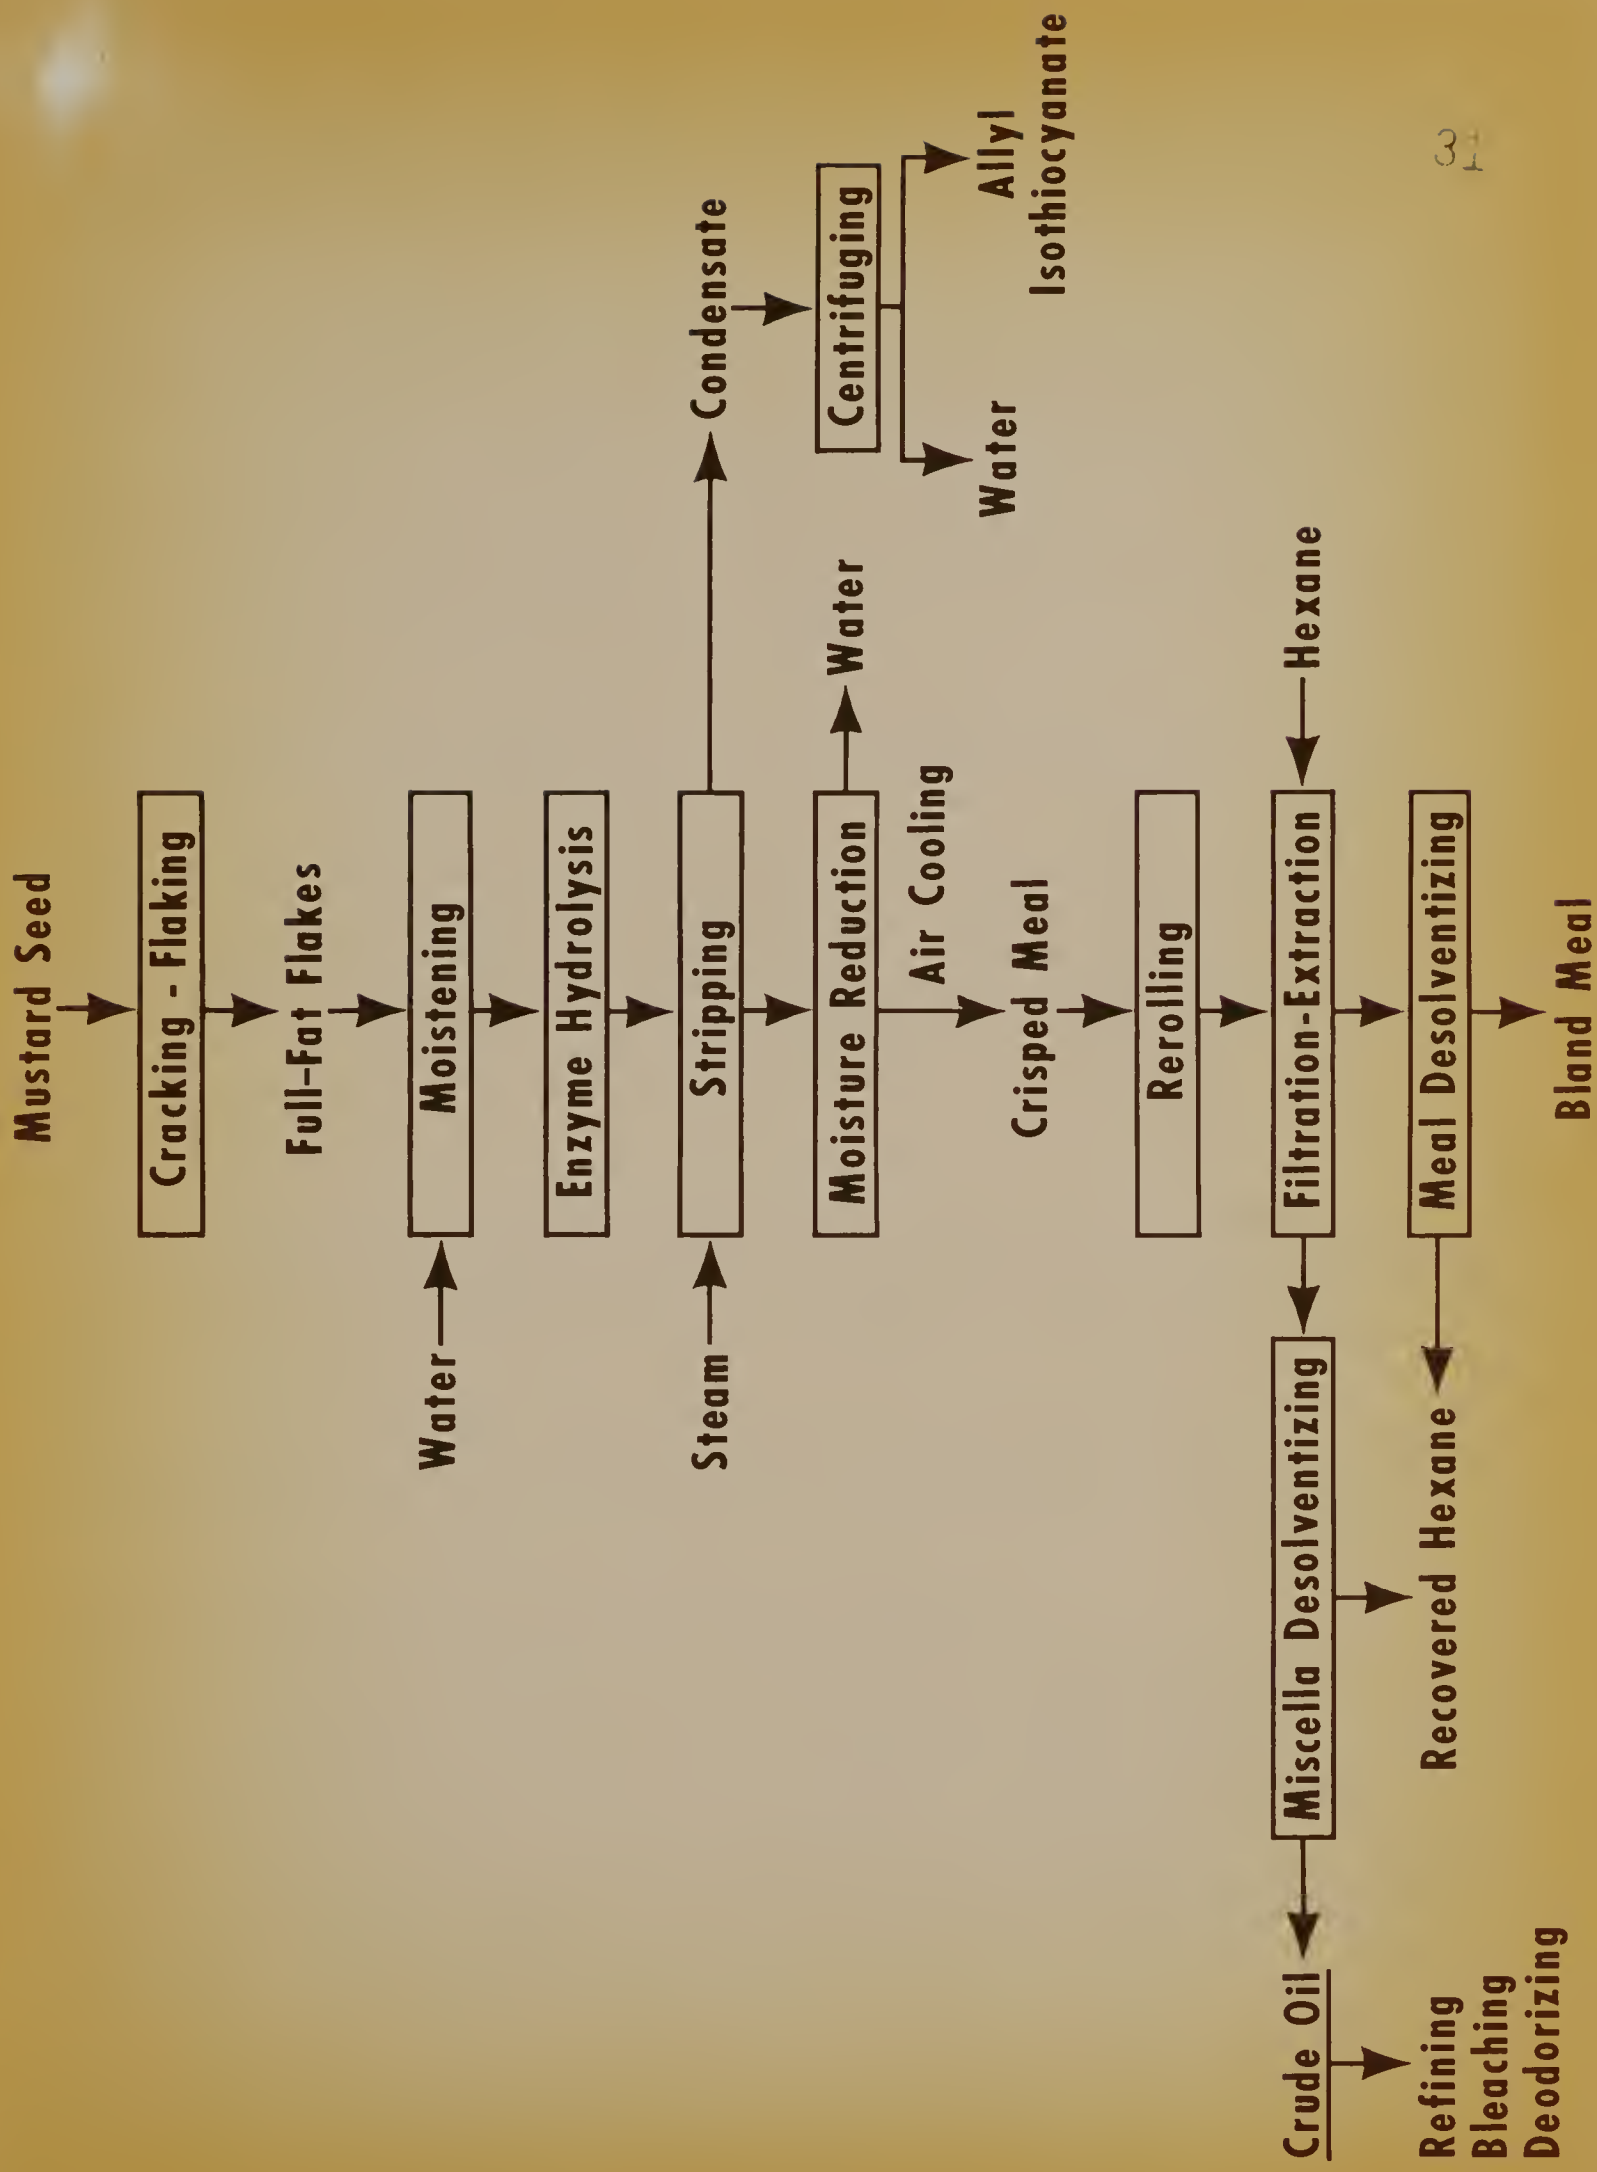 Mustard Seed
Cracking - Flaking
Full-Fat Flakes
Water
Moistening
Enzyme Hydrolysis
Steam
Stripping
Condensate
Moisture Reduction
Water
Centrifuging
Air Cooling
Water
Allyl
Isothiocyanate
Crisped Meal
Rerolling
Crude Oil
Miscella Desolventizing
Filtration-Extraction
Hexane
Refining
Bleaching
Deodorizing
Recovered Hexane
Meal Desolventizing
Bland Meal
31